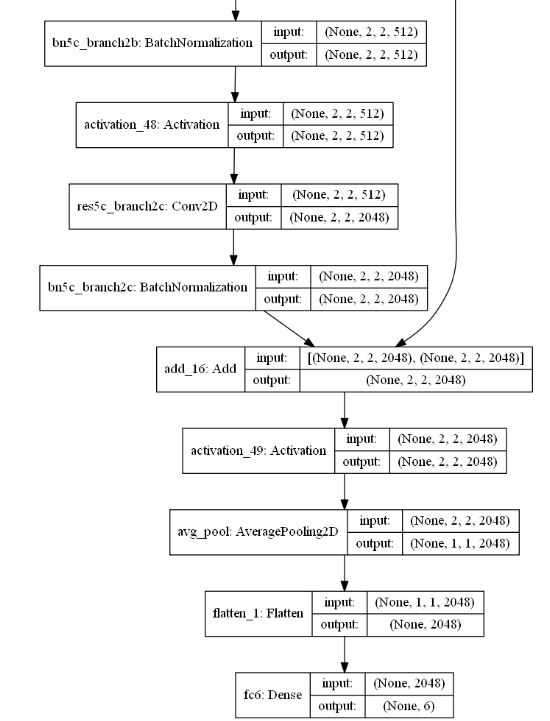 bn5c_branch2b: BatchNormalization
input: (None, 2, 2, 512)
output: (None, 2, 2, 512)
activation_48: Activation
input: (None, 2, 2, 512)
output: (None, 2, 2, 512)
res5c_branch2c: Conv2D
input: (None, 2, 2, 512)
output: (None, 2, 2, 2048)
bn5c_branch2c: BatchNormalization
input: (None, 2, 2, 2048)
output: (None, 2, 2, 2048)
add_16: Add
input: [(None, 2, 2, 2048), (None, 2, 2, 2048)]
output: (None, 2, 2, 2048)
activation_49: Activation
input: (None, 2, 2, 2048)
output: (None, 2, 2, 2048)
avg_pool: AveragePooling2D
input: (None, 2, 2, 2048)
output: (None, 1, 1, 2048)
flatten_1: Flatten
input: (None, 1, 1, 2048)
output: (None, 2048)
fc6: Dense
input: (None, 2048)
output: (None, 6)